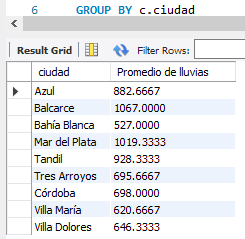 6 GROUP BY c.ciudad
Result Grid Filter Rows:
ciudad Promedio de lluvias
Azul 882.6667
Balcarce 1067.0000
Bahía Blanca 527.0000
Mar del Plata 1019.3333
Tandil 928.3333
Tres Arroyos 695.6667
Córdoba 698.0000
Villa María 620.6667
Villa Dolores 646.3333